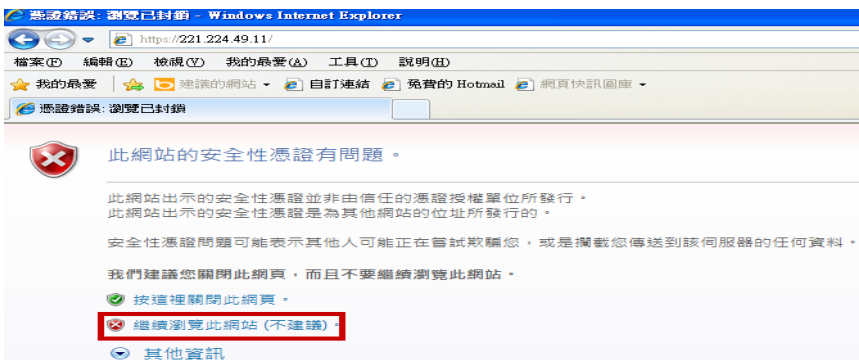 憑證錯誤: 瀏覽已封鎖 - Windows Internet Explorer
https://221.224.49.11/
檔案(F) 編輯(E) 檢視(V) 我的最愛(A) 工具(T) 說明(H)
我的最愛 建議的網站 自訂連結 免費的 Hotmail 網頁快訊圖庫
憑證錯誤: 瀏覽已封鎖
此網站的安全性憑證有問題。
此網站出示的安全性憑證並非由信任的憑證授權單位所發行。
此網站出示的安全性憑證是為其他網站的位址所發行的。
安全性憑證問題可能表示其他人可能正在嘗試欺騙您,或是攔截您傳送到該伺服器的任何資料。
我們建議您關閉此網頁,而且不要繼續瀏覽此網站。
按這裡關閉此網頁。
繼續瀏覽此網站 (不建議)。
其他資訊